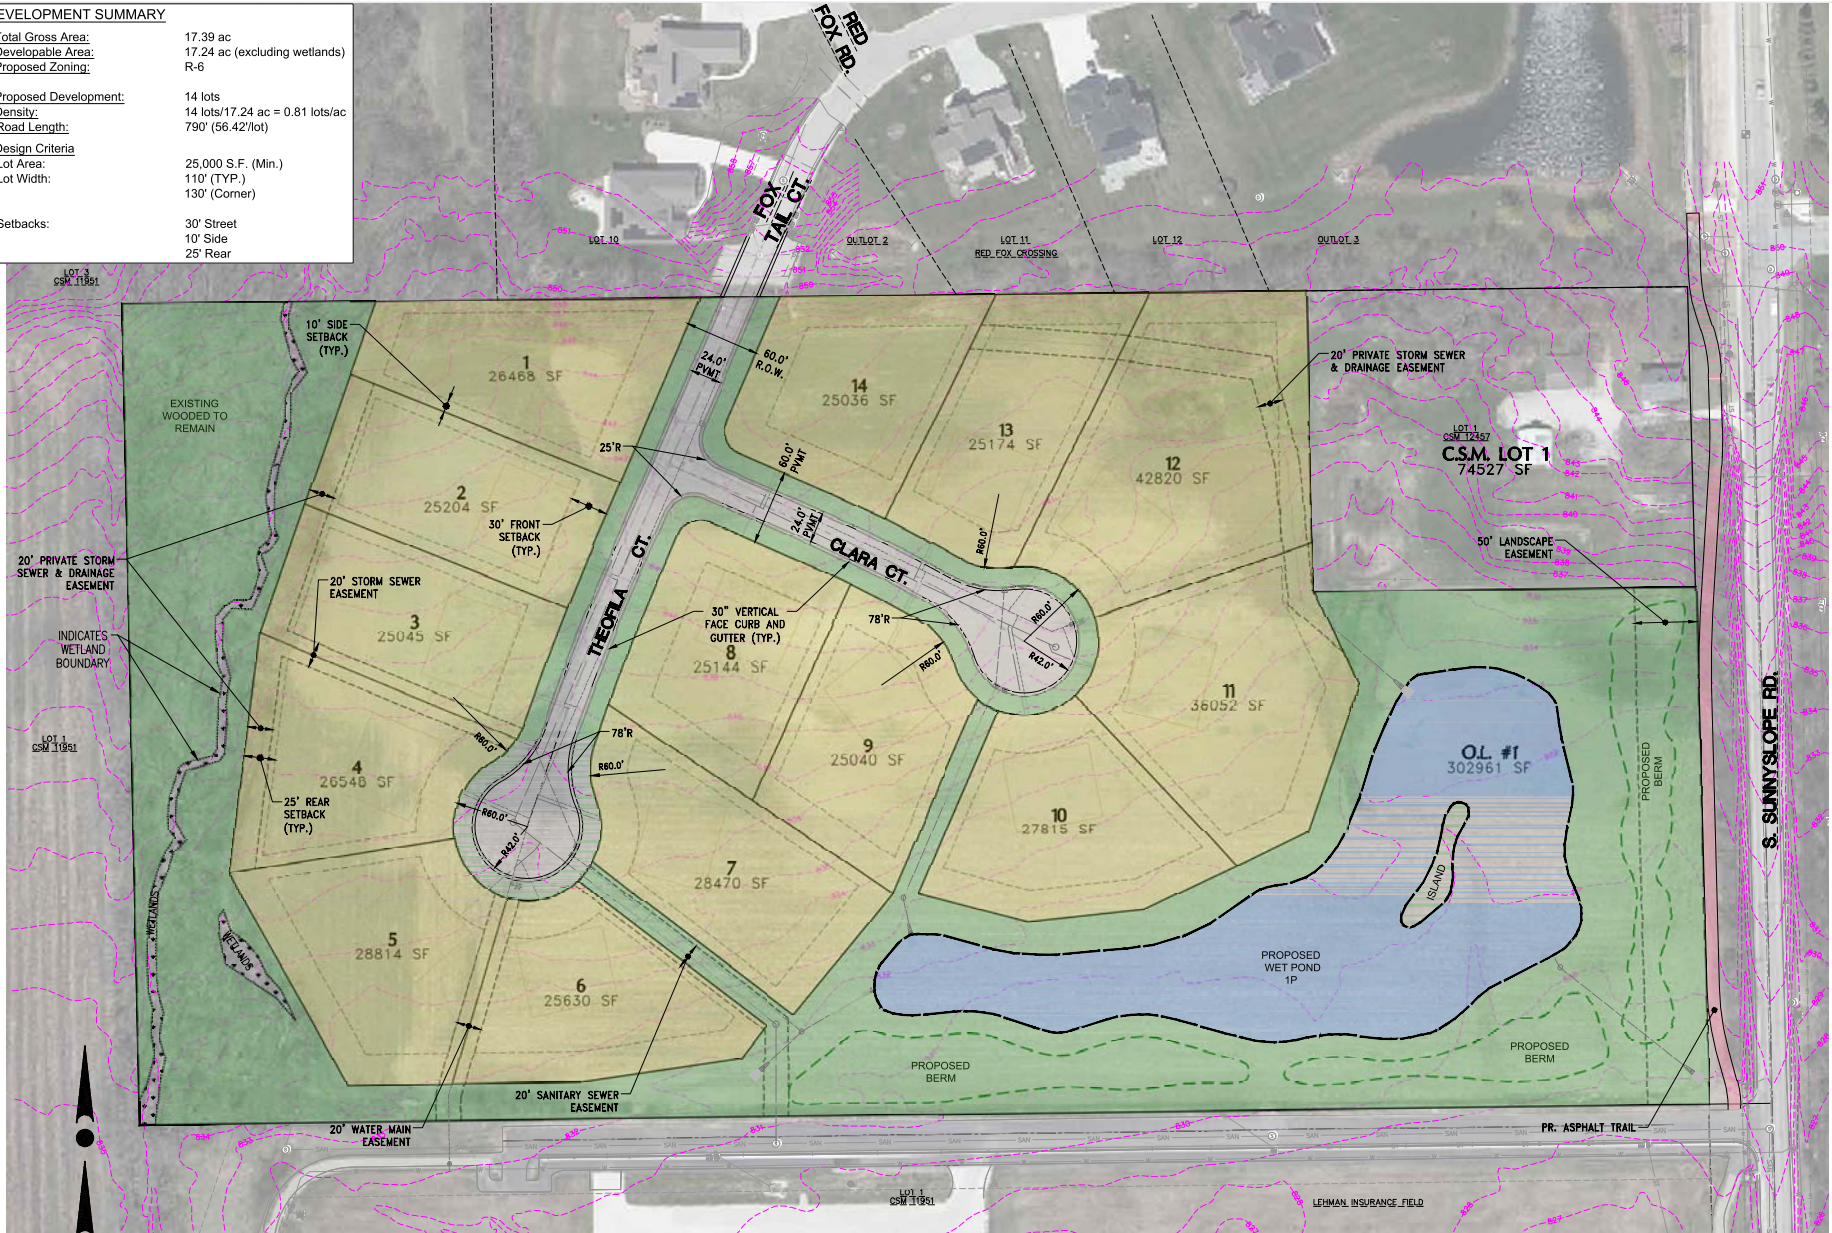 EVELOPMENT SUMMARY
Total Gross Area: 17.39 ac
Developable Area: 17.24 ac (excluding wetlands)
Proposed Zoning: R-6
Proposed Development: 14 lots
Density: 14 lots/17.24 ac = 0.81 lots/ac
Road Length: 790' (56.42'/lot)
Design Criteria
Lot Area: 25,000 S.F. (Min.)
Lot Width: 110' (TYP.)
130' (Corner)
Setbacks: 30' Street
10' Side
25' Rear
RED
FOX RD.
FOX
TAIL CT.
LOT 10
OUTLOT 2
LOT 11
RED FOX CROSSING
LOT 12
OUTLOT 3
LOT 3
CSM 11951
EXISTING
WOODED TO
REMAIN
10' SIDE
SETBACK
(TYP.)
1
26468 SF
24.0'
PVMT
60.0'
R.O.W.
14
25036 SF
13
25174 SF
12
42820 SF
20' PRIVATE STORM SEWER
& DRAINAGE EASEMENT
LOT 1
CSM 12457
C.S.M. LOT 1
74527 SF
25'R
60.0'
PVMT
2
25204 SF
30' FRONT
SETBACK
(TYP.)
24.0'
PVMT
CLARA CT.
R60.0'
50' LANDSCAPE
EASEMENT
20' PRIVATE STORM
SEWER & DRAINAGE
EASEMENT
20' STORM SEWER
EASEMENT
THEOFILA CT.
30" VERTICAL
FACE CURB AND
GUTTER (TYP.)
78'R
R60.0'
R42.0'
R60.0'
3
25045 SF
8
25144 SF
INDICATES
WETLAND
BOUNDARY
11
36052 SF
S. SUNNYSLOPE RD.
LOT 1
CSM 11951
4
26548 SF
R60.0'
78'R
R60.0'
9
25040 SF
O.L. #1
302961 SF
PROPOSED
BERM
25' REAR
SETBACK
(TYP.)
R60.0'
R42.0'
10
27815 SF
7
28470 SF
ISLAND
WETLANDS
WETLANDS
5
28814 SF
6
25630 SF
PROPOSED
WET POND
1P
PROPOSED
BERM
PROPOSED
BERM
20' SANITARY SEWER
EASEMENT
20' WATER MAIN
EASEMENT
PR. ASPHALT TRAIL
LOT 1
CSM 11951
LEHMAN INSURANCE FIELD